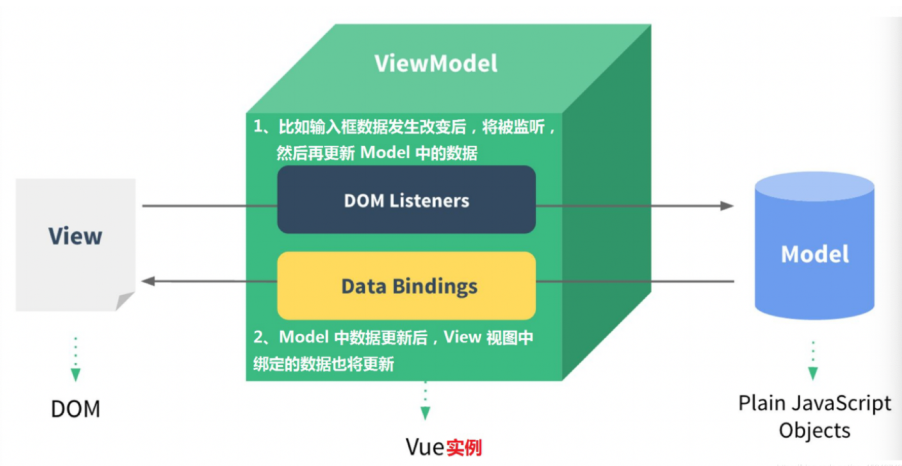 ViewModel
1、比如输入框数据发生改变后，将被监听，
然后再更新 Model 中的数据
DOM Listeners
View
Model
Data Bindings
2、Model 中数据更新后，View 视图中
绑定的数据也将更新
DOM
Vue实例
Plain JavaScript
Objects